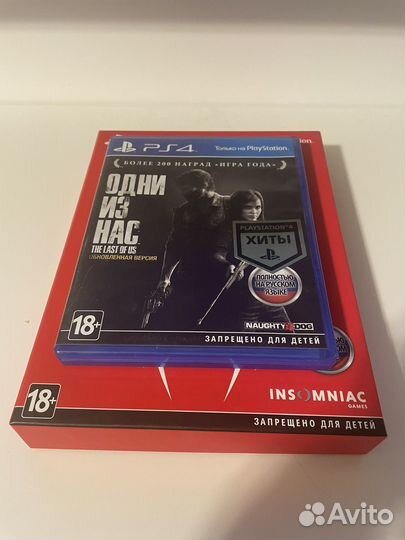 PS4
Только на PlayStation
БОЛЕЕ 200 НАГРАД «ИГРА ГОДА»
ОДНИ
ИЗ
НАС
THE LAST OF US
ОБНОВЛЕННАЯ ВЕРСИЯ
PLAYSTATION 4
ХИТЫ
ПОЛНОСТЬЮ
НА РУССКОМ
ЯЗЫКЕ
18+
NAUGHTY DOG
ЗАПРЕЩЕНО ДЛЯ ДЕТЕЙ
INSOMNIAC
GAMES
18+
ЗАПРЕЩЕНО ДЛЯ ДЕТЕЙ
Avito